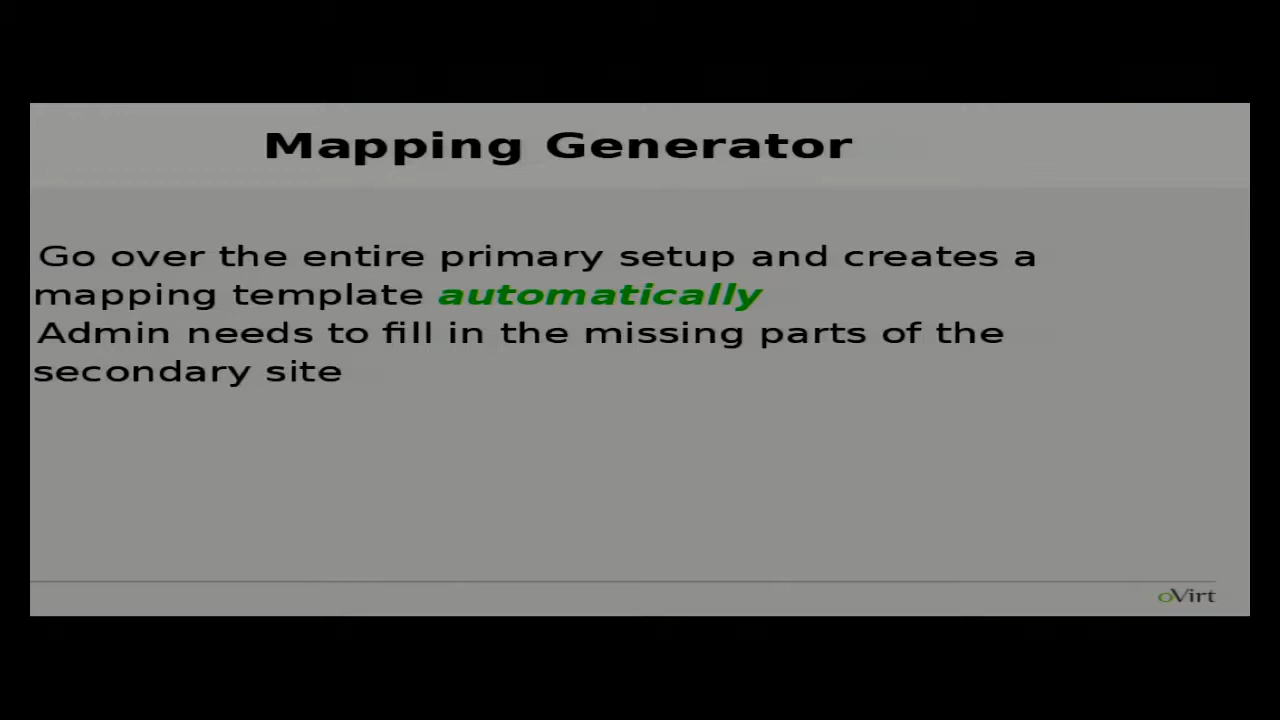 Mapping Generator
Go over the entire primary setup and creates a
mapping template automatically
Admin needs to fill in the missing parts of the
secondary site
oVirt